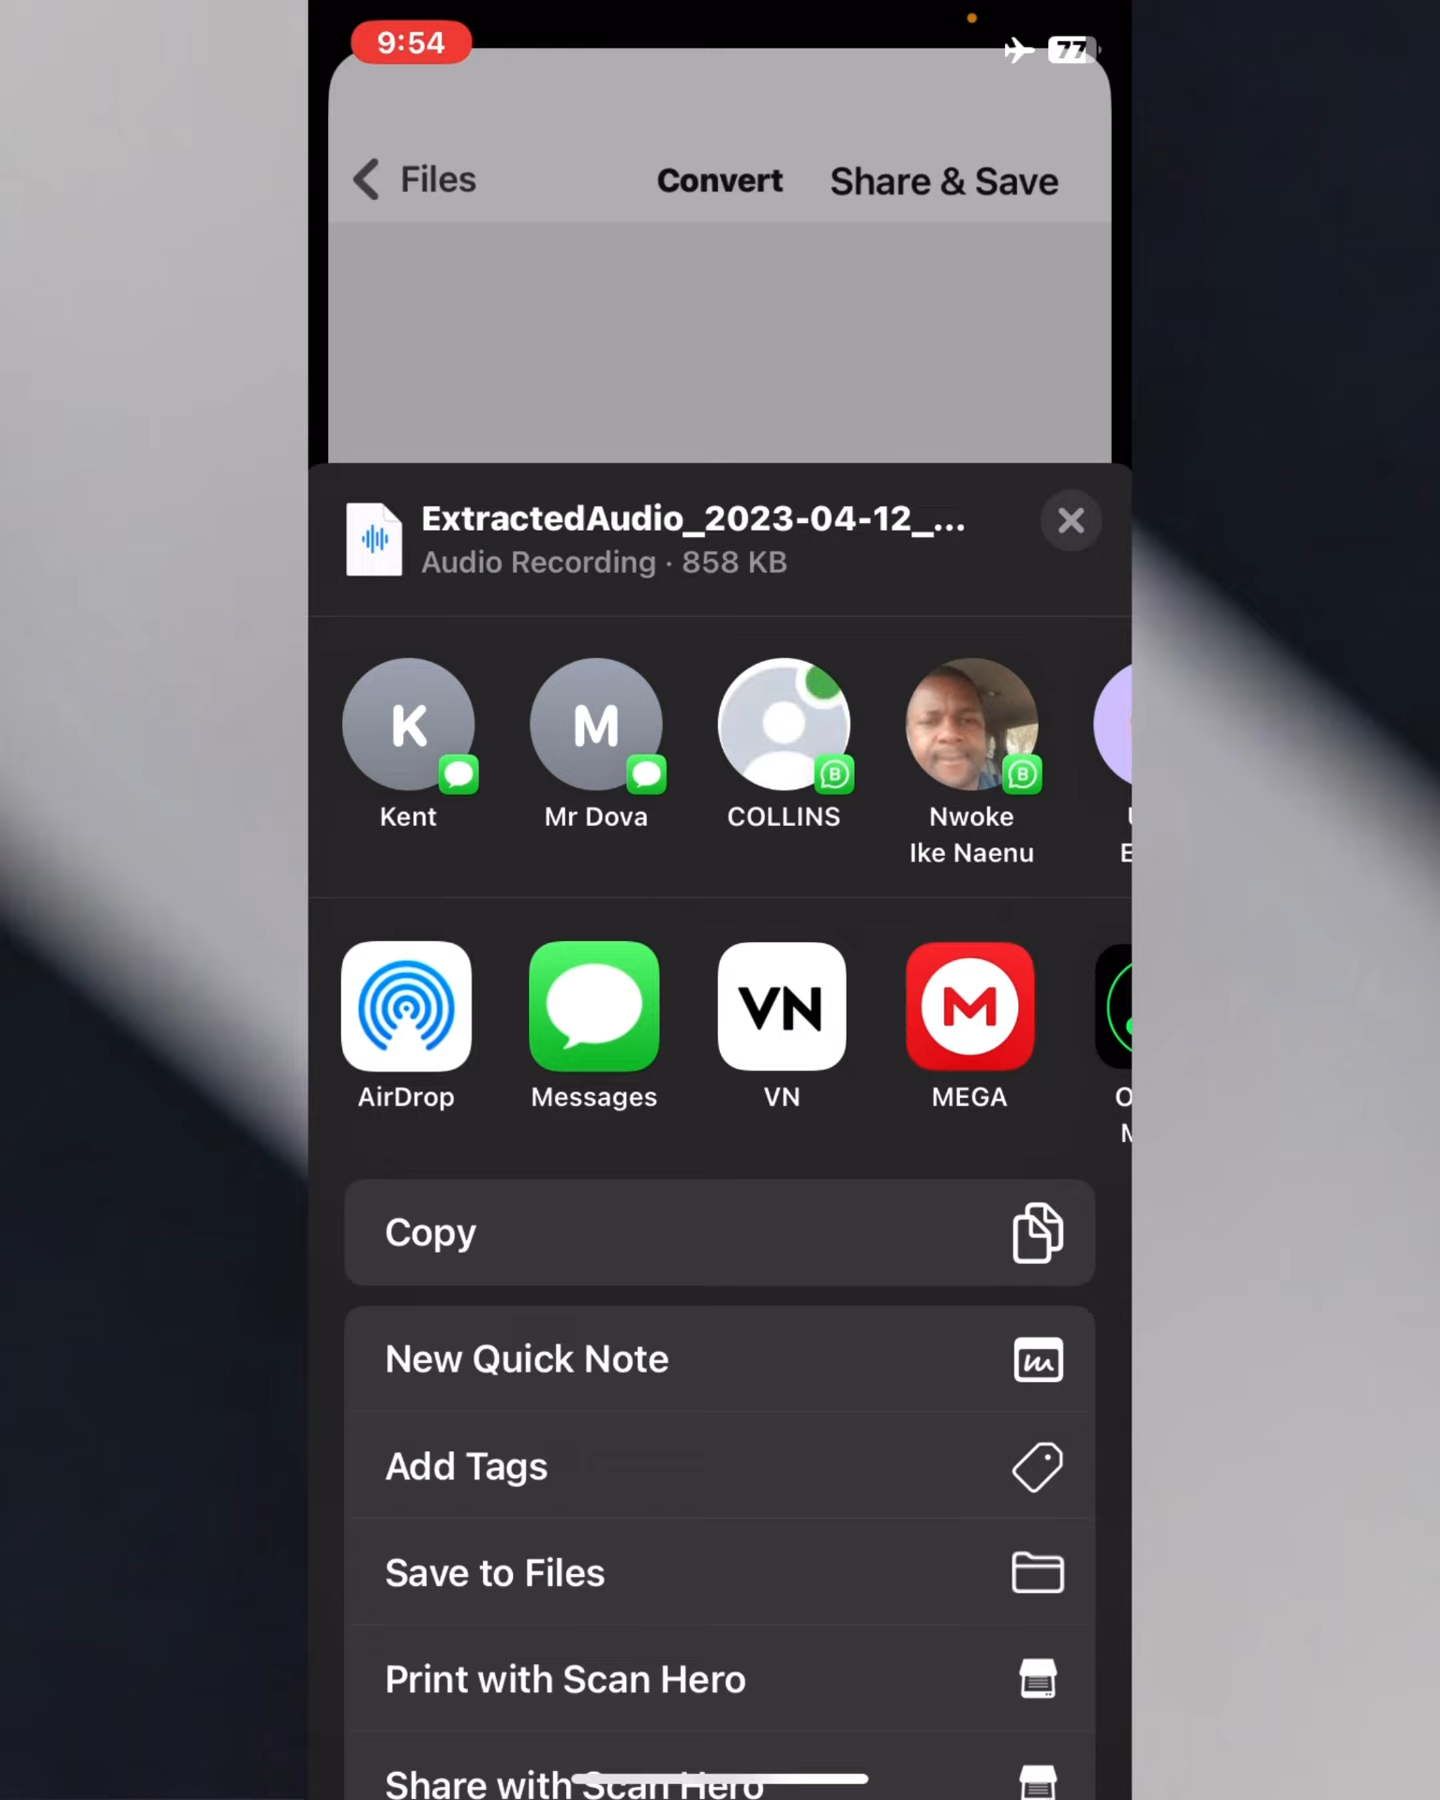 9:54
77
Files
Convert
Share & Save
ExtractedAudio_2023-04-12_...
Audio Recording · 858 KB
K
M
Kent
Mr Dova
COLLINS
Nwoke
Ike Naenu
VN
M
AirDrop
Messages
VN
MEGA
Copy
New Quick Note
Add Tags
Save to Files
Print with Scan Hero
Share with Scan Hero